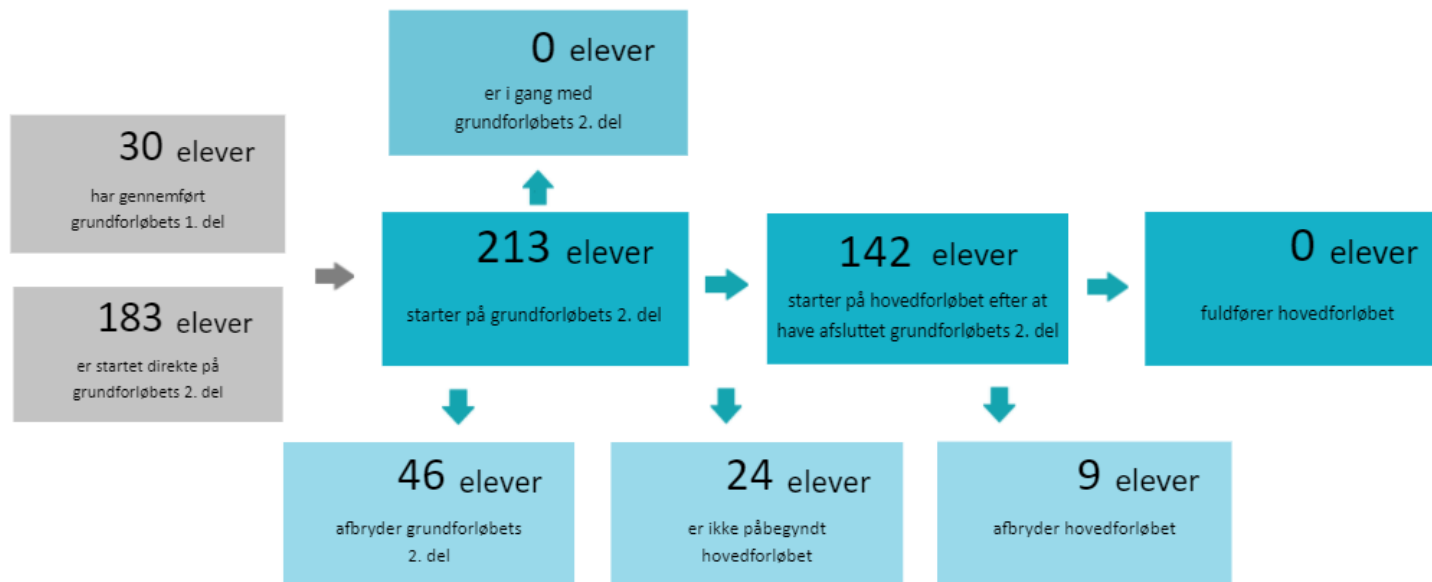 0 elever
er i gang med
grundforløbets 2. del
30 elever
har gennemført
grundforløbets 1. del
183 elever
er startet direkte på
grundforløbets 2. del
213 elever
starter på grundforløbets 2. del
142 elever
starter på hovedforløbet efter at
have afsluttet grundforløbets 2. del
0 elever
fuldfører hovedforløbet
46 elever
afbryder grundforløbets
2. del
24 elever
er ikke påbegyndt
hovedforløbet
9 elever
afbryder hovedforløbet